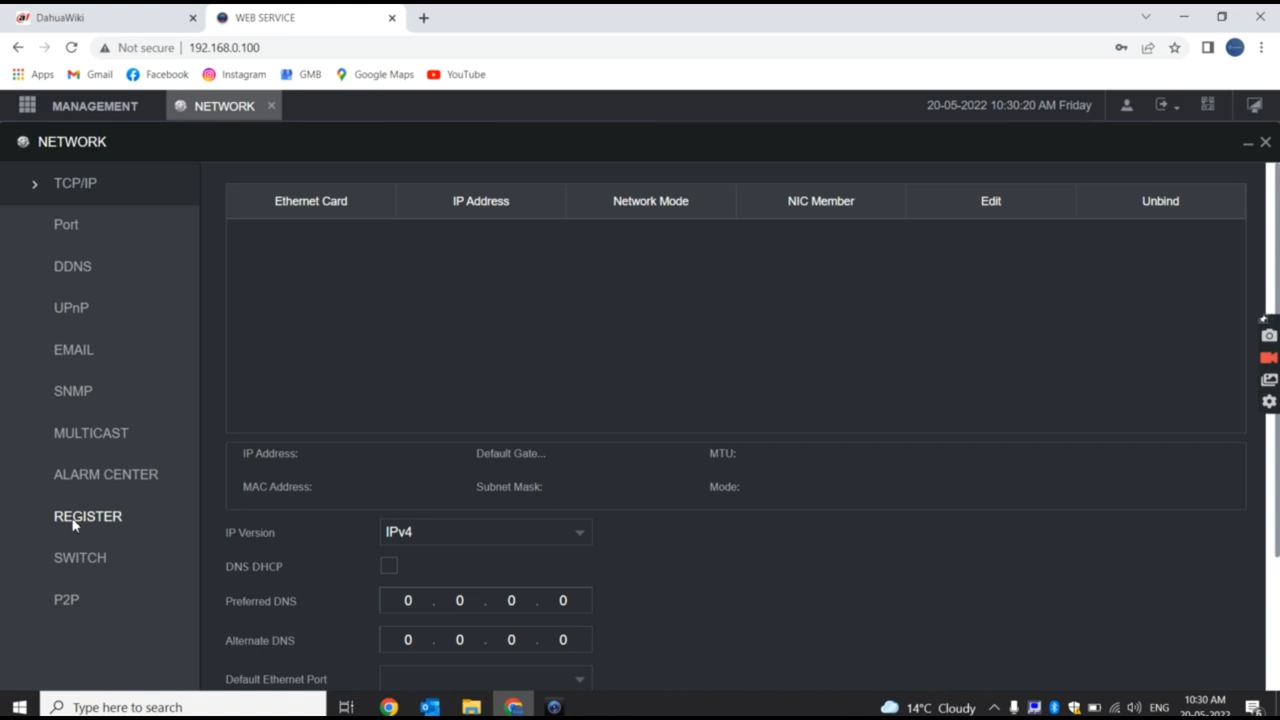 DahuaWiki
WEB SERVICE
Not secure | 192.168.0.100
Apps Gmail Facebook Instagram GMB Google Maps YouTube
MANAGEMENT NETWORK 20-05-2022 10:30:20 AM Friday
NETWORK
TCP/IP
Port
DDNS
UPnP
EMAIL
SNMP
MULTICAST
ALARM CENTER
REGISTER
SWITCH
P2P
Ethernet Card IP Address Network Mode NIC Member Edit Unbind
IP Address: Default Gate... MTU:
MAC Address: Subnet Mask: Mode:
IP Version IPv4
DNS DHCP
Preferred DNS 0 . 0 . 0 . 0
Alternate DNS 0 . 0 . 0 . 0
Default Ethernet Port
Type here to search
14°C Cloudy
ENG
10:30 AM
20-05-2022